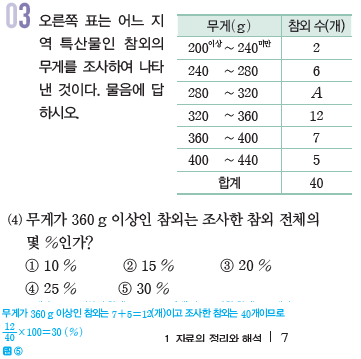 03 오른쪽 표는 어느 지
역 특산물인 참외의
무게를 조사하여 나타
낸 것이다. 물음에 답
하시오.
무게(g) 참외 수(개)
200이상 ~ 240미만 2
240 ~ 280 6
280 ~ 320 A
320 ~ 360 12
360 ~ 400 7
400 ~ 440 5
합계 40
(4) 무게가 360 g 이상인 참외는 조사한 참외 전체의
몇 %인가?
① 10 % ② 15 % ③ 20 %
④ 25 % ⑤ 30 %
무게가 360 g 이상인 참외는 7+5=12(개)이고 조사한 참외는 40개이므로
12/40 ×100=30 (%)
답 ⑤
1. 자료의 정리와 해석 | 7